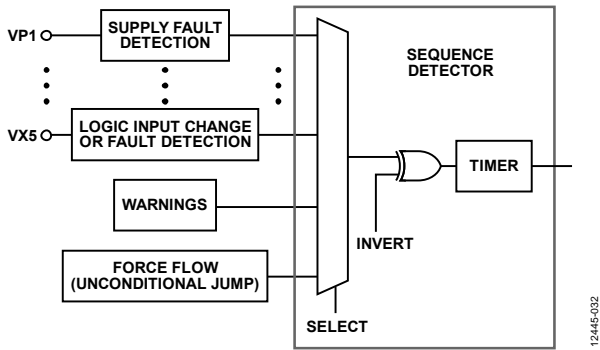 VP1
SUPPLY FAULT
DETECTION
SEQUENCE
DETECTOR
VX5
LOGIC INPUT CHANGE
OR FAULT DETECTION
TIMER
WARNINGS
INVERT
FORCE FLOW
(UNCONDITIONAL JUMP)
SELECT
12445-032